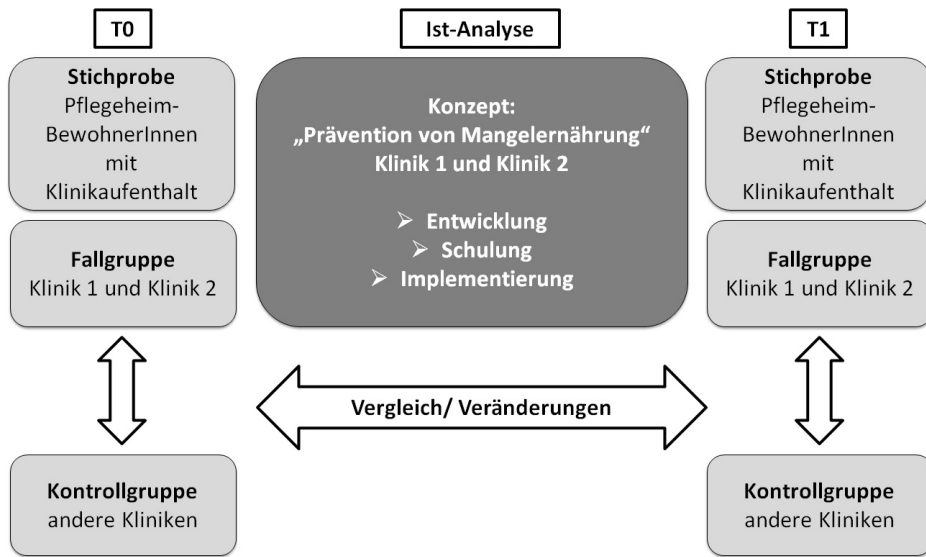 T0
Stichprobe
Pflegeheim-
BewohnerInnen
mit
Klinikaufenthalt
Fallgruppe
Klinik 1 und Klinik 2
Kontrollgruppe
andere Kliniken
Ist-Analyse
Konzept:
„Prävention von Mangelernährung“
Klinik 1 und Klinik 2
➢ Entwicklung
➢ Schulung
➢ Implementierung
Vergleich/ Veränderungen
T1
Stichprobe
Pflegeheim-
BewohnerInnen
mit
Klinikaufenthalt
Fallgruppe
Klinik 1 und Klinik 2
Kontrollgruppe
andere Kliniken